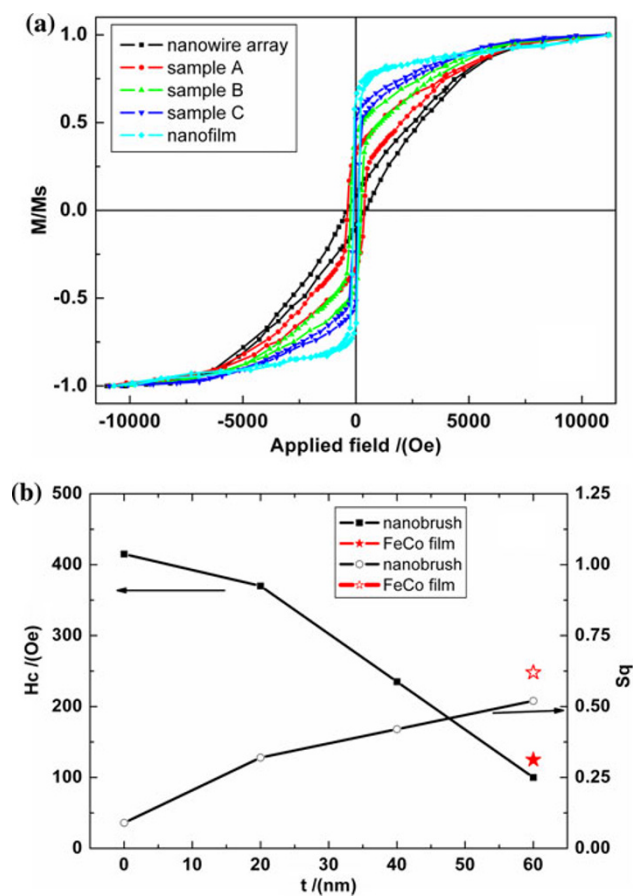 (a)
nanowire array
sample A
sample B
sample C
nanofilm
1.0
0.5
0.0
-0.5
-1.0
M/Ms
-10000 -5000 0 5000 10000
Applied field /(Oe)
(b)
500
400
300
200
100
0
Hc /(Oe)
nanobrush
FeCo film
nanobrush
FeCo film
1.25
1.00
0.75
0.50
0.25
0.00
Sq
0 10 20 30 40 50 60
t /(nm)